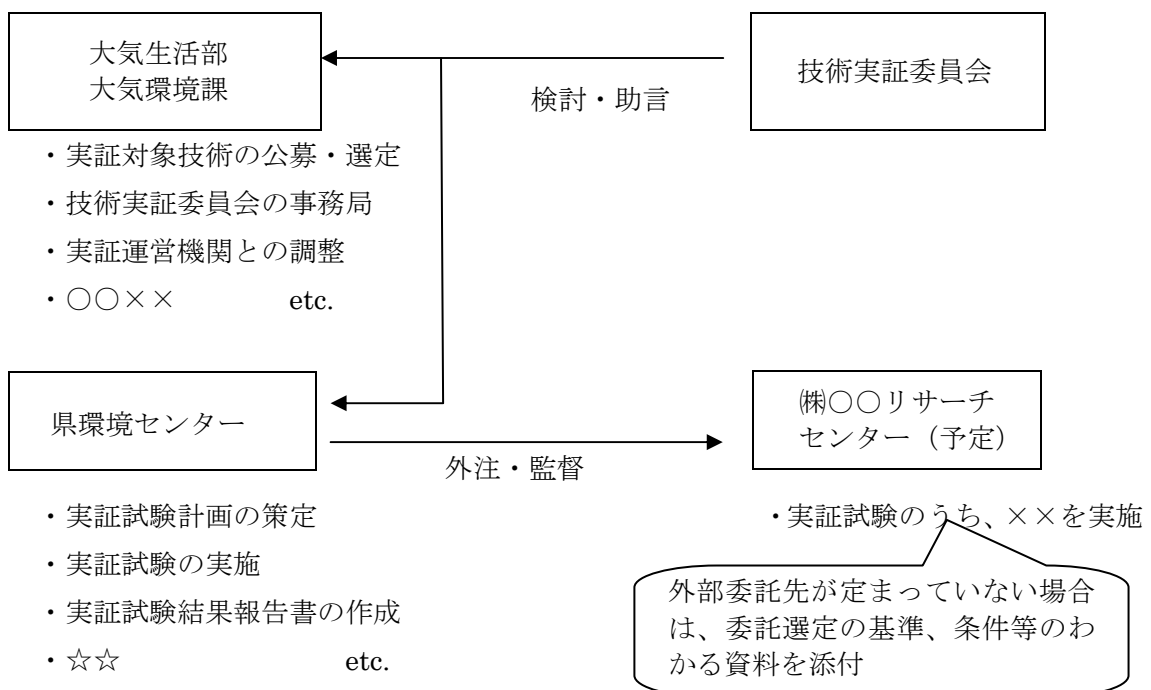 大気生活部
大気環境課
技術実証委員会
検討・助言
・実証対象技術の公募・選定
・技術実証委員会の事務局
・実証運営機関との調整
・○○×× etc.
県環境センター
㈱○○リサーチ
センター（予定）
外注・監督
・実証試験計画の策定
・実証試験の実施
・実証試験結果報告書の作成
・☆☆ etc.
・実証試験のうち、××を実施
外部委託先が定まっていない場合
は、委託選定の基準、条件等のわ
かる資料を添付